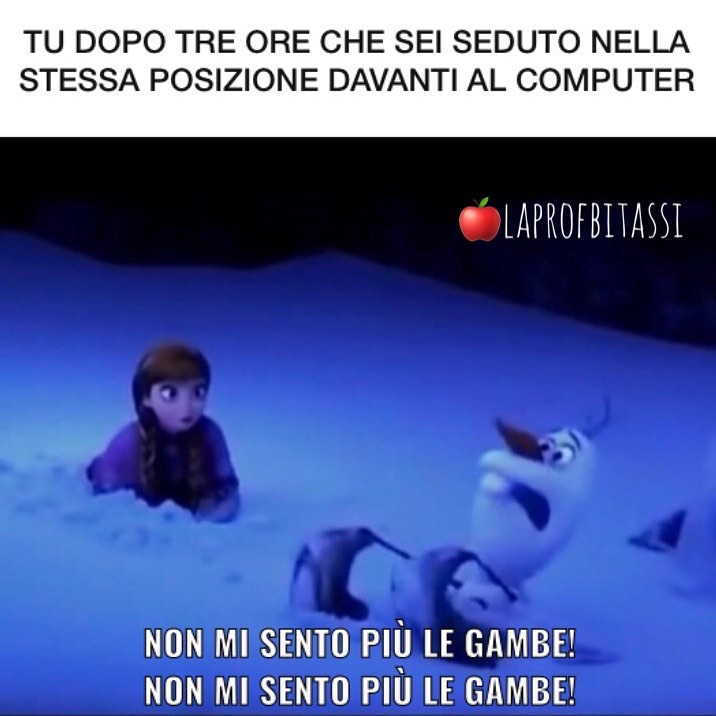 TU DOPO TRE ORE CHE SEI SEDUTO NELLA
STESSA POSIZIONE DAVANTI AL COMPUTER
LAPROFBITASSI
NON MI SENTO PIÙ LE GAMBE!
NON MI SENTO PIÙ LE GAMBE!